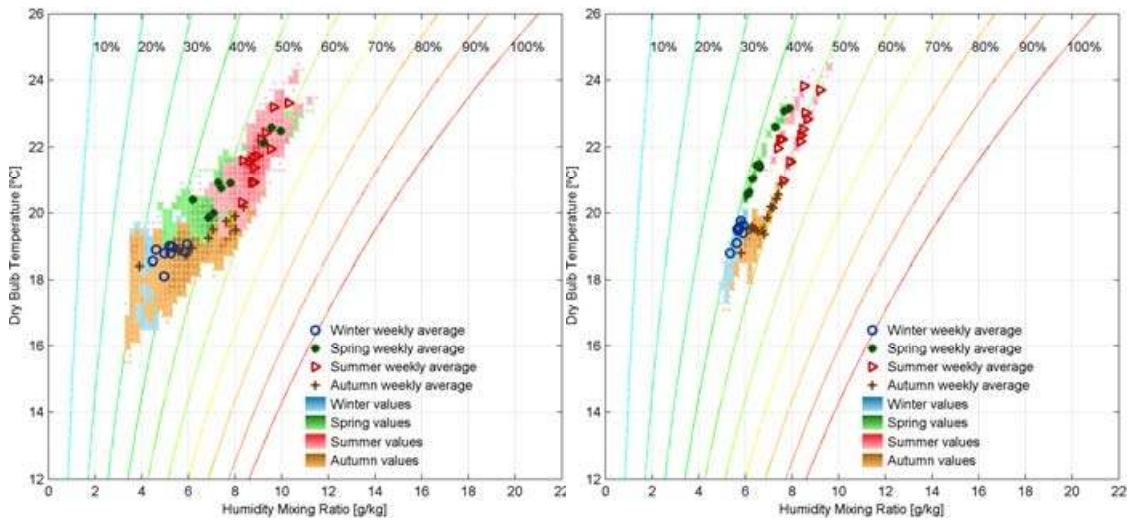 26
24
22
20
18
16
14
12
Dry Bulb Temperature [ºC]
10% 20% 30% 40% 50% 60% 70% 80% 90% 100%
Winter weekly average
Spring weekly average
Summer weekly average
Autumn weekly average
Winter values
Spring values
Summer values
Autumn values
0 2 4 6 8 10 12 14 16 18 20 22
Humidity Mixing Ratio [g/kg]
26
24
22
20
18
16
14
12
Dry Bulb Temperature [ºC]
10% 20% 30% 40% 50% 60% 70% 80% 90% 100%
Winter weekly average
Spring weekly average
Summer weekly average
Autumn weekly average
Winter values
Spring values
Summer values
Autumn values
0 2 4 6 8 10 12 14 16 18 20 22
Humidity Mixing Ratio [g/kg]